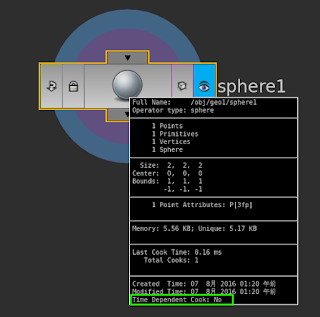 sphere1
Full Name: /obj/geo1/sphere1
Operator type: sphere
1 Points
1 Primitives
1 Vertices
1 Sphere
Size: 2, 2, 2
Center: 0, 0, 0
Bounds: 1, 1, 1
-1, -1, -1
1 Point Attributes: P[3fp]
Memory: 5.56 KB; Unique: 5.17 KB
Last Cook Time: 0.16 ms
Total Cooks: 1
Created Time: 07 8月 2016 01:20 午前
Modified Time: 07 8月 2016 01:20 午前
Time Dependent Cook: No